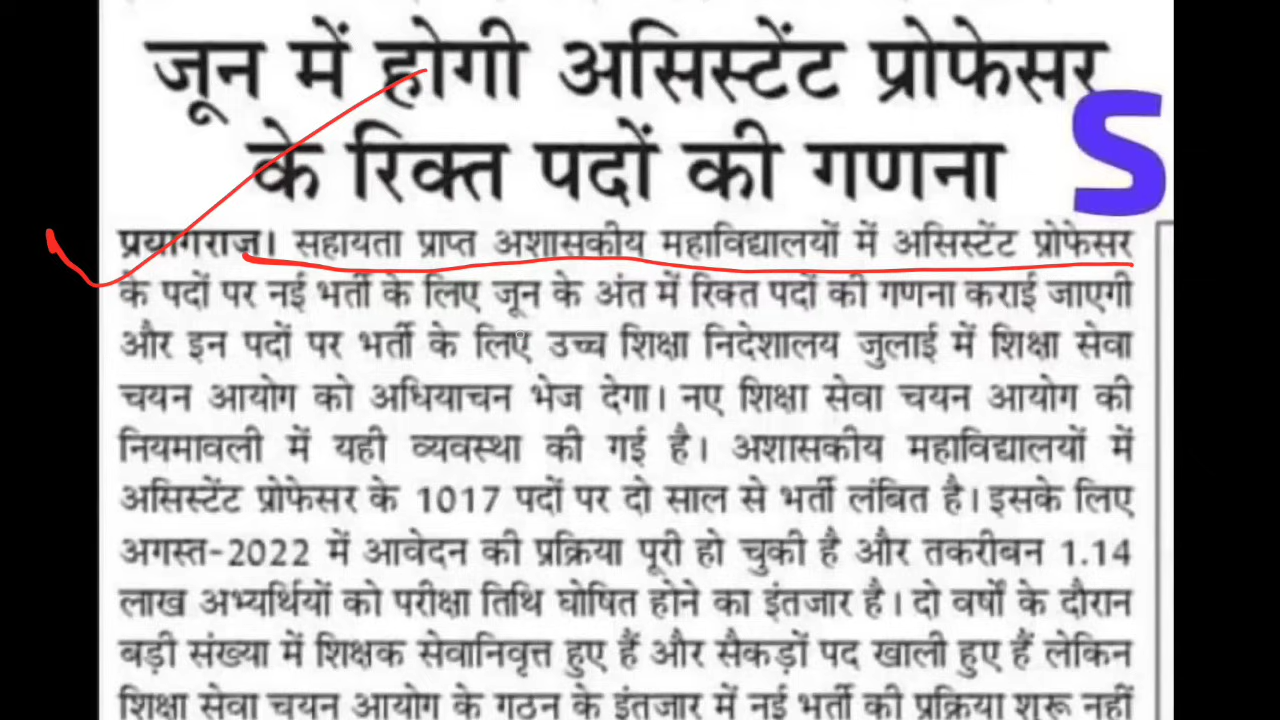 जून में होगी असिस्टेंट प्रोफेसर
के रिक्त पदों की गणना
S
प्रयागराज। सहायता प्राप्त अशासकीय महाविद्यालयों में असिस्टेंट प्रोफेसर
के पदों पर नई भर्ती के लिए जून के अंत में रिक्त पदों की गणना कराई जाएगी
और इन पदों पर भर्ती के लिए उच्च शिक्षा निदेशालय जुलाई में शिक्षा सेवा
चयन आयोग को अधियाचन भेज देगा। नए शिक्षा सेवा चयन आयोग की
नियमावली में यही व्यवस्था की गई है। अशासकीय महाविद्यालयों में
असिस्टेंट प्रोफेसर के 1017 पदों पर दो साल से भर्ती लंबित है। इसके लिए
अगस्त-2022 में आवेदन की प्रक्रिया पूरी हो चुकी है और तकरीबन 1.14
लाख अभ्यर्थियों को परीक्षा तिथि घोषित होने का इंतजार है। दो वर्षों के दौरान
बड़ी संख्या में शिक्षक सेवानिवृत्त हुए हैं और सैकड़ों पद खाली हुए हैं लेकिन
शिक्षा सेवा चयन आयोग के गठन के इंतजार में नई भर्ती की प्रक्रिया शुरू नहीं